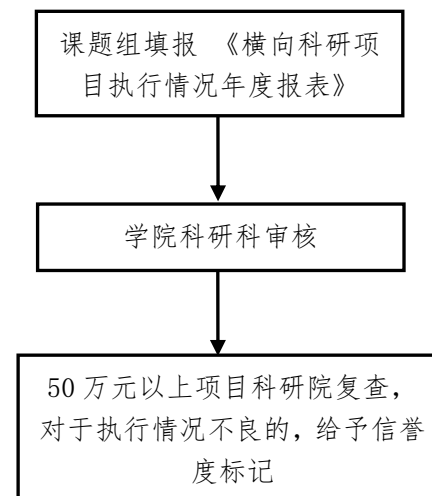 课题组填报 《横向科研项
目执行情况年度报表》
学院科研科审核
50 万元以上项目科研院复查，
对于执行情况不良的，给予信誉
度标记